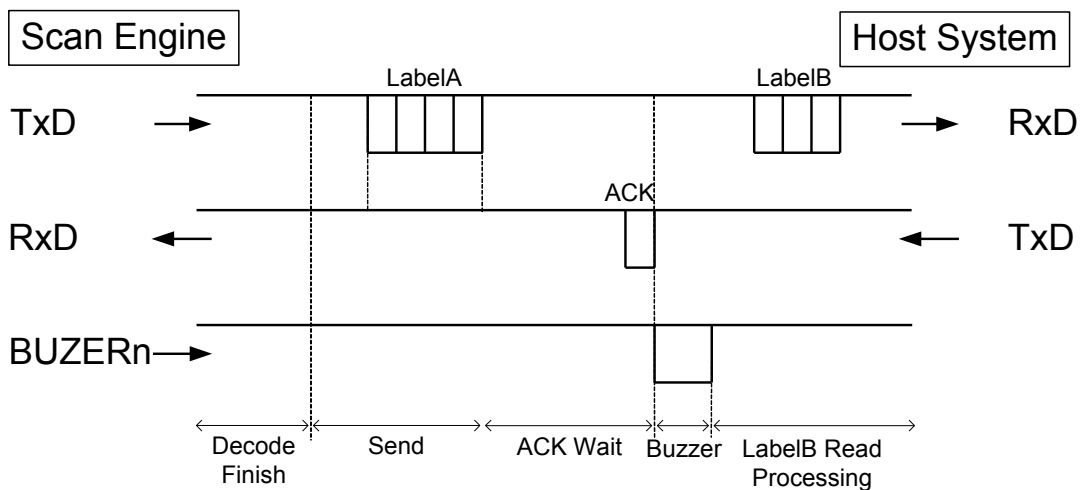 Scan Engine
Host System
LabelA
LabelB
TxD
RxD
ACK
RxD
TxD
BUZERn
Decode
Finish
Send
ACK Wait
Buzzer
LabelB Read
Processing